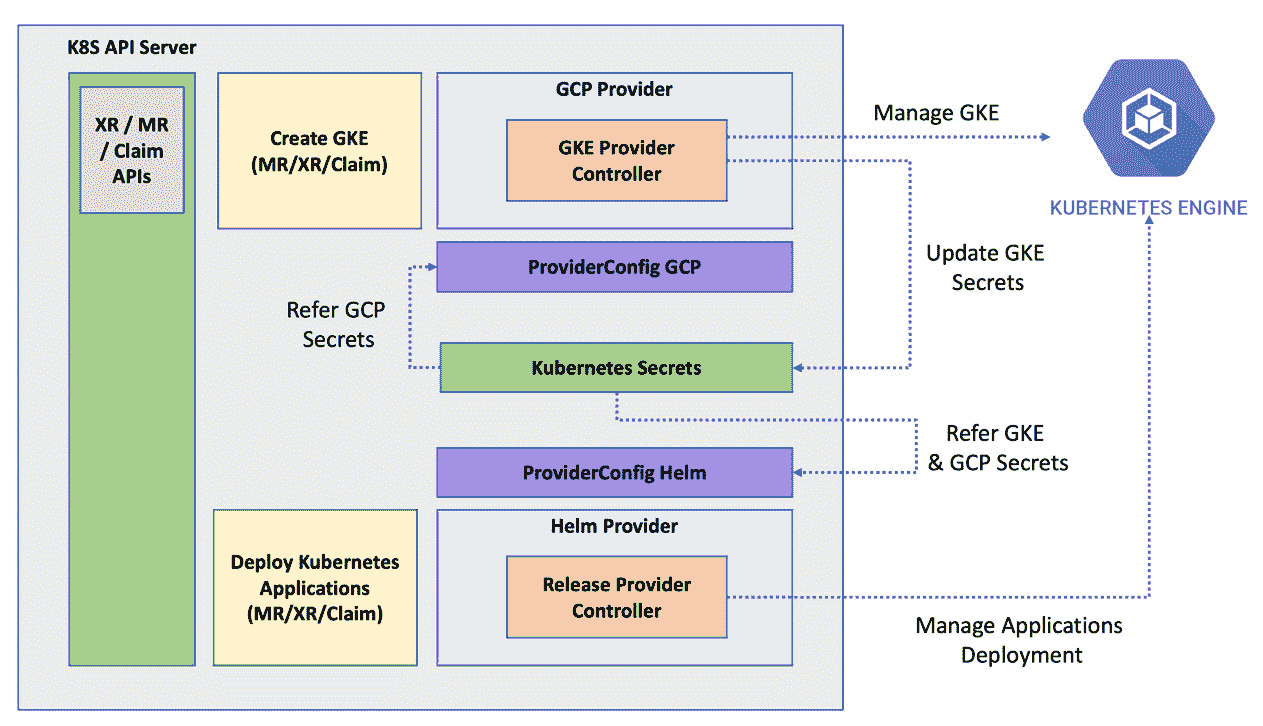 K8S API Server
XR / MR
/ Claim
APIs
Create GKE
(MR/XR/Claim)
GCP Provider
GKE Provider
Controller
Manage GKE
KUBERNETES ENGINE
ProviderConfig GCP
Update GKE
Secrets
Refer GCP
Secrets
Kubernetes Secrets
Refer GKE
& GCP Secrets
ProviderConfig Helm
Helm Provider
Deploy Kubernetes
Applications
(MR/XR/Claim)
Release Provider
Controller
Manage Applications
Deployment